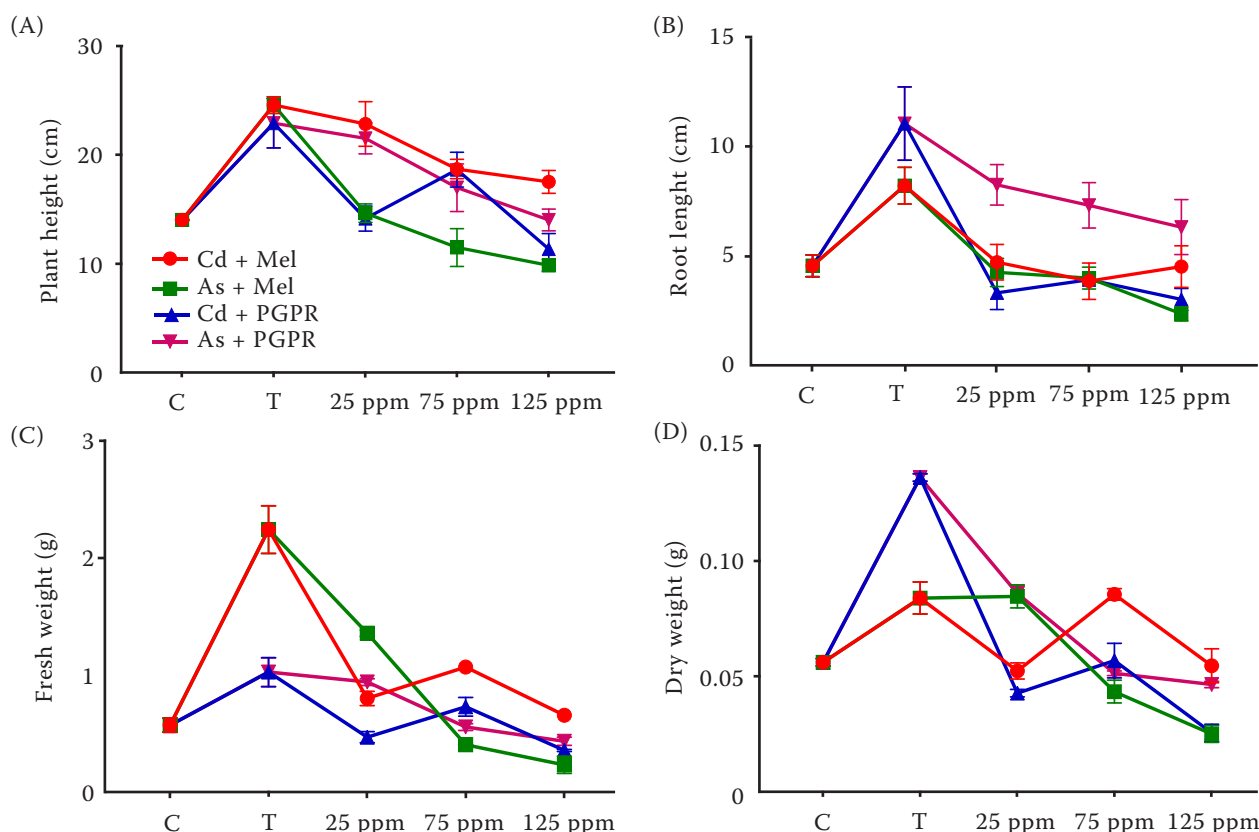 (A)
30
20
10
0
Plant height (cm)
Cd + Mel
As + Mel
Cd + PGPR
As + PGPR
C T 25 ppm 75 ppm 125 ppm
(B)
15
10
5
0
Root lenght (cm)
C T 25 ppm 75 ppm 125 ppm
(C)
3
2
1
0
Fresh weight (g)
C T 25 ppm 75 ppm 125 ppm
(D)
0.15
0.10
0.05
0.00
Dry weight (g)
C T 25 ppm 75 ppm 125 ppm